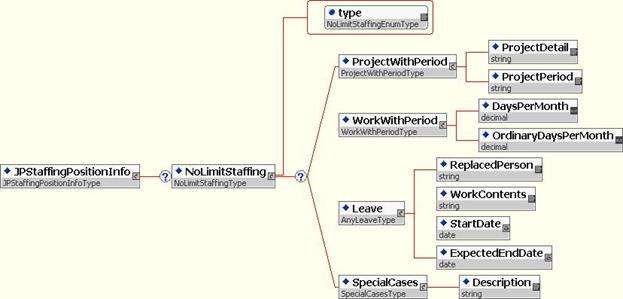 type
NoLimitStaffingEnumType
ProjectWithPeriod
ProjectWithPeriodType
ProjectDetail
string
ProjectPeriod
string
WorkWithPeriod
WorkWithPeriodType
DaysPerMonth
decimal
OrdinaryDaysPerMonth
decimal
JPStaffingPositionInfo
JPStaffingPositionInfoType
?
NoLimitStaffing
NoLimitStaffingType
?
Leave
AnyLeaveType
ReplacedPerson
string
WorkContents
string
StartDate
date
ExpectedEndDate
date
SpecialCases
SpecialCasesType
Description
string